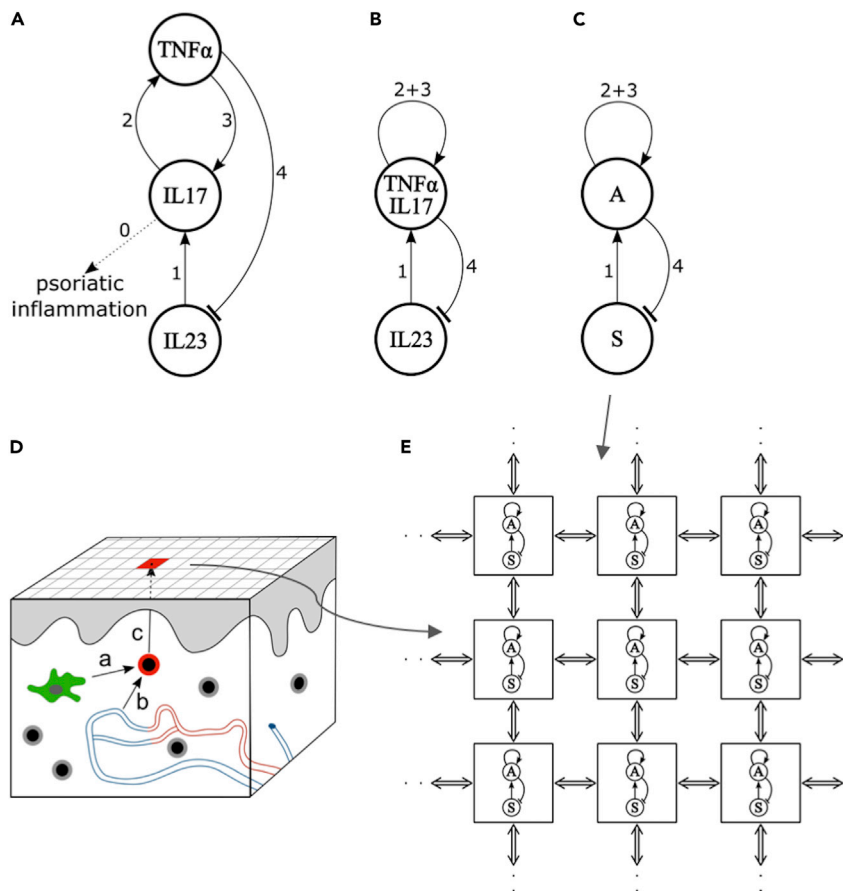 A
B
C
TNFα
2
3
4
IL17
0
psoriatic
inflammation
1
IL23
2+3
TNFα
IL17
1
4
IL23
2+3
A
1
4
S
D
E
a
b
c
A
S
A
S
A
S
A
S
A
S
A
S
A
S
A
S
A
S